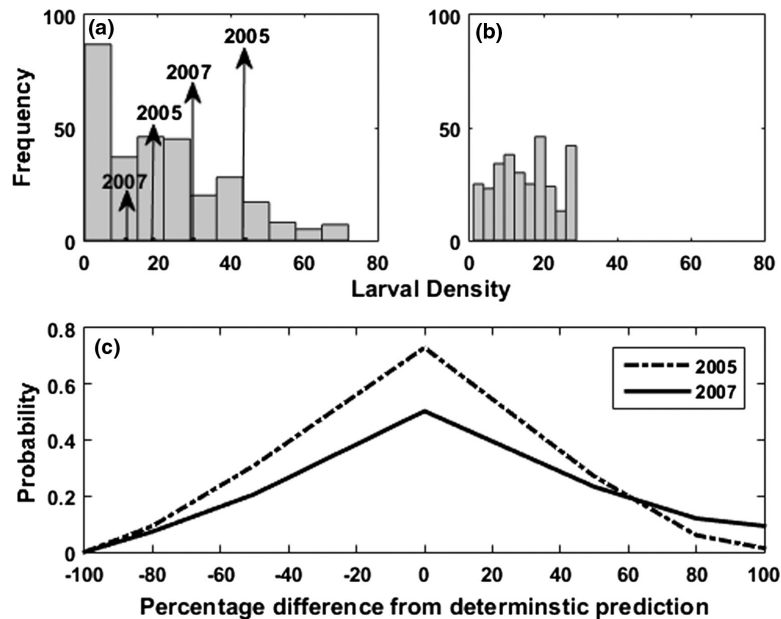 100
(a)
2005
2007
2005
2007
50
0
Frequency
0 20 40 60 80
100
(b)
50
0
0 20 40 60 80
Larval Density
0.8
(c)
0.6
0.4
0.2
0
Probability
2005
2007
-100 -80 -60 -40 -20 0 20 40 60 80 100
Percentage difference from determinstic prediction